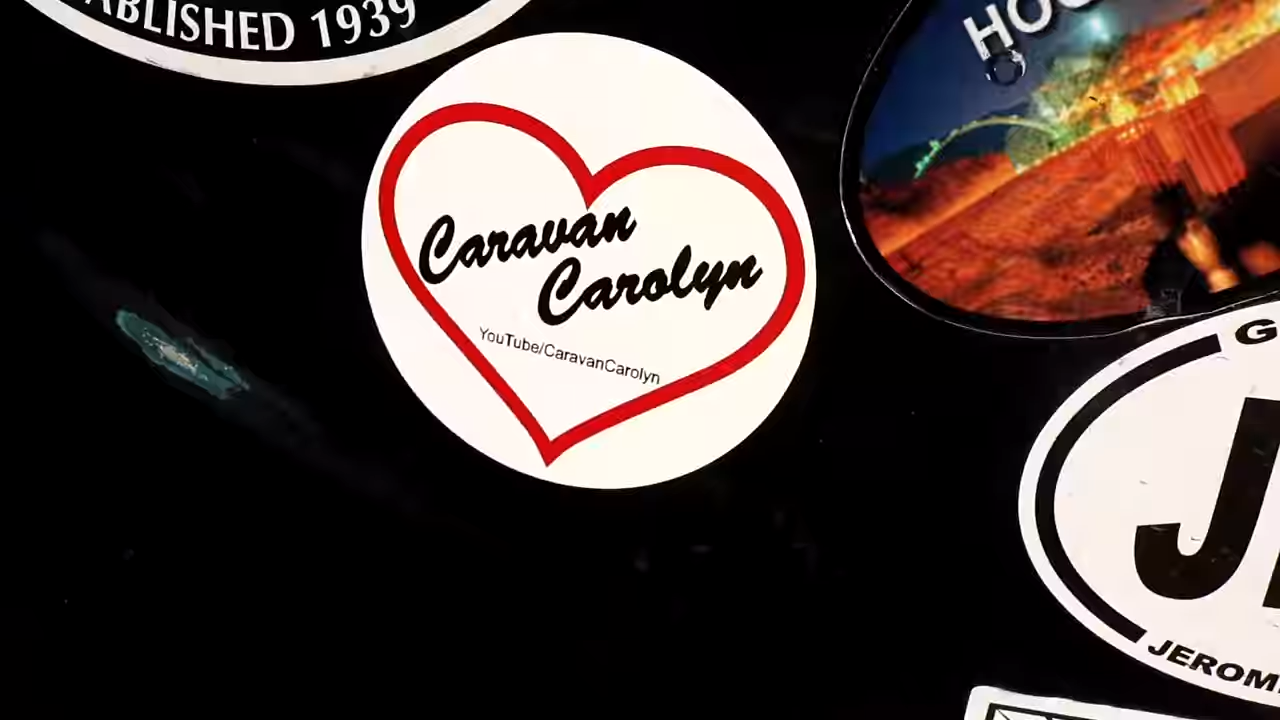 ABLISHED 1939
HOO
Caravan
Carolyn
YouTube/CaravanCarolyn
G
J
JEROM